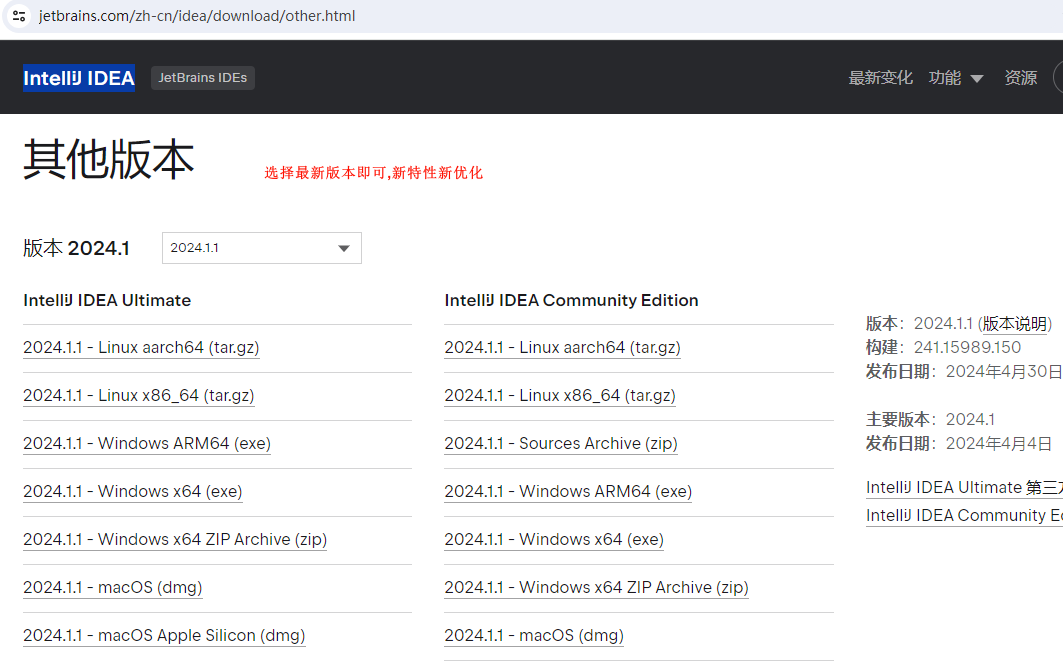 jetbrains.com/zh-cn/idea/download/other.html
IntelliJ IDEA JetBrains IDEs 最新变化 功能 资源
其他版本
选择最新版本即可,新特性新优化
版本 2024.1 2024.1.1
IntelliJ IDEA Ultimate
2024.1.1 - Linux aarch64 (tar.gz)
2024.1.1 - Linux x86_64 (tar.gz)
2024.1.1 - Windows ARM64 (exe)
2024.1.1 - Windows x64 (exe)
2024.1.1 - Windows x64 ZIP Archive (zip)
2024.1.1 - macOS (dmg)
2024.1.1 - macOS Apple Silicon (dmg)
IntelliJ IDEA Community Edition
2024.1.1 - Linux aarch64 (tar.gz)
2024.1.1 - Linux x86_64 (tar.gz)
2024.1.1 - Sources Archive (zip)
2024.1.1 - Windows ARM64 (exe)
2024.1.1 - Windows x64 (exe)
2024.1.1 - Windows x64 ZIP Archive (zip)
2024.1.1 - macOS (dmg)
版本：2024.1.1 (版本说明)
构建：241.15989.150
发布日期：2024年4月30日
主要版本：2024.1
发布日期：2024年4月4日
IntelliJ IDEA Ultimate 第三
IntelliJ IDEA Community